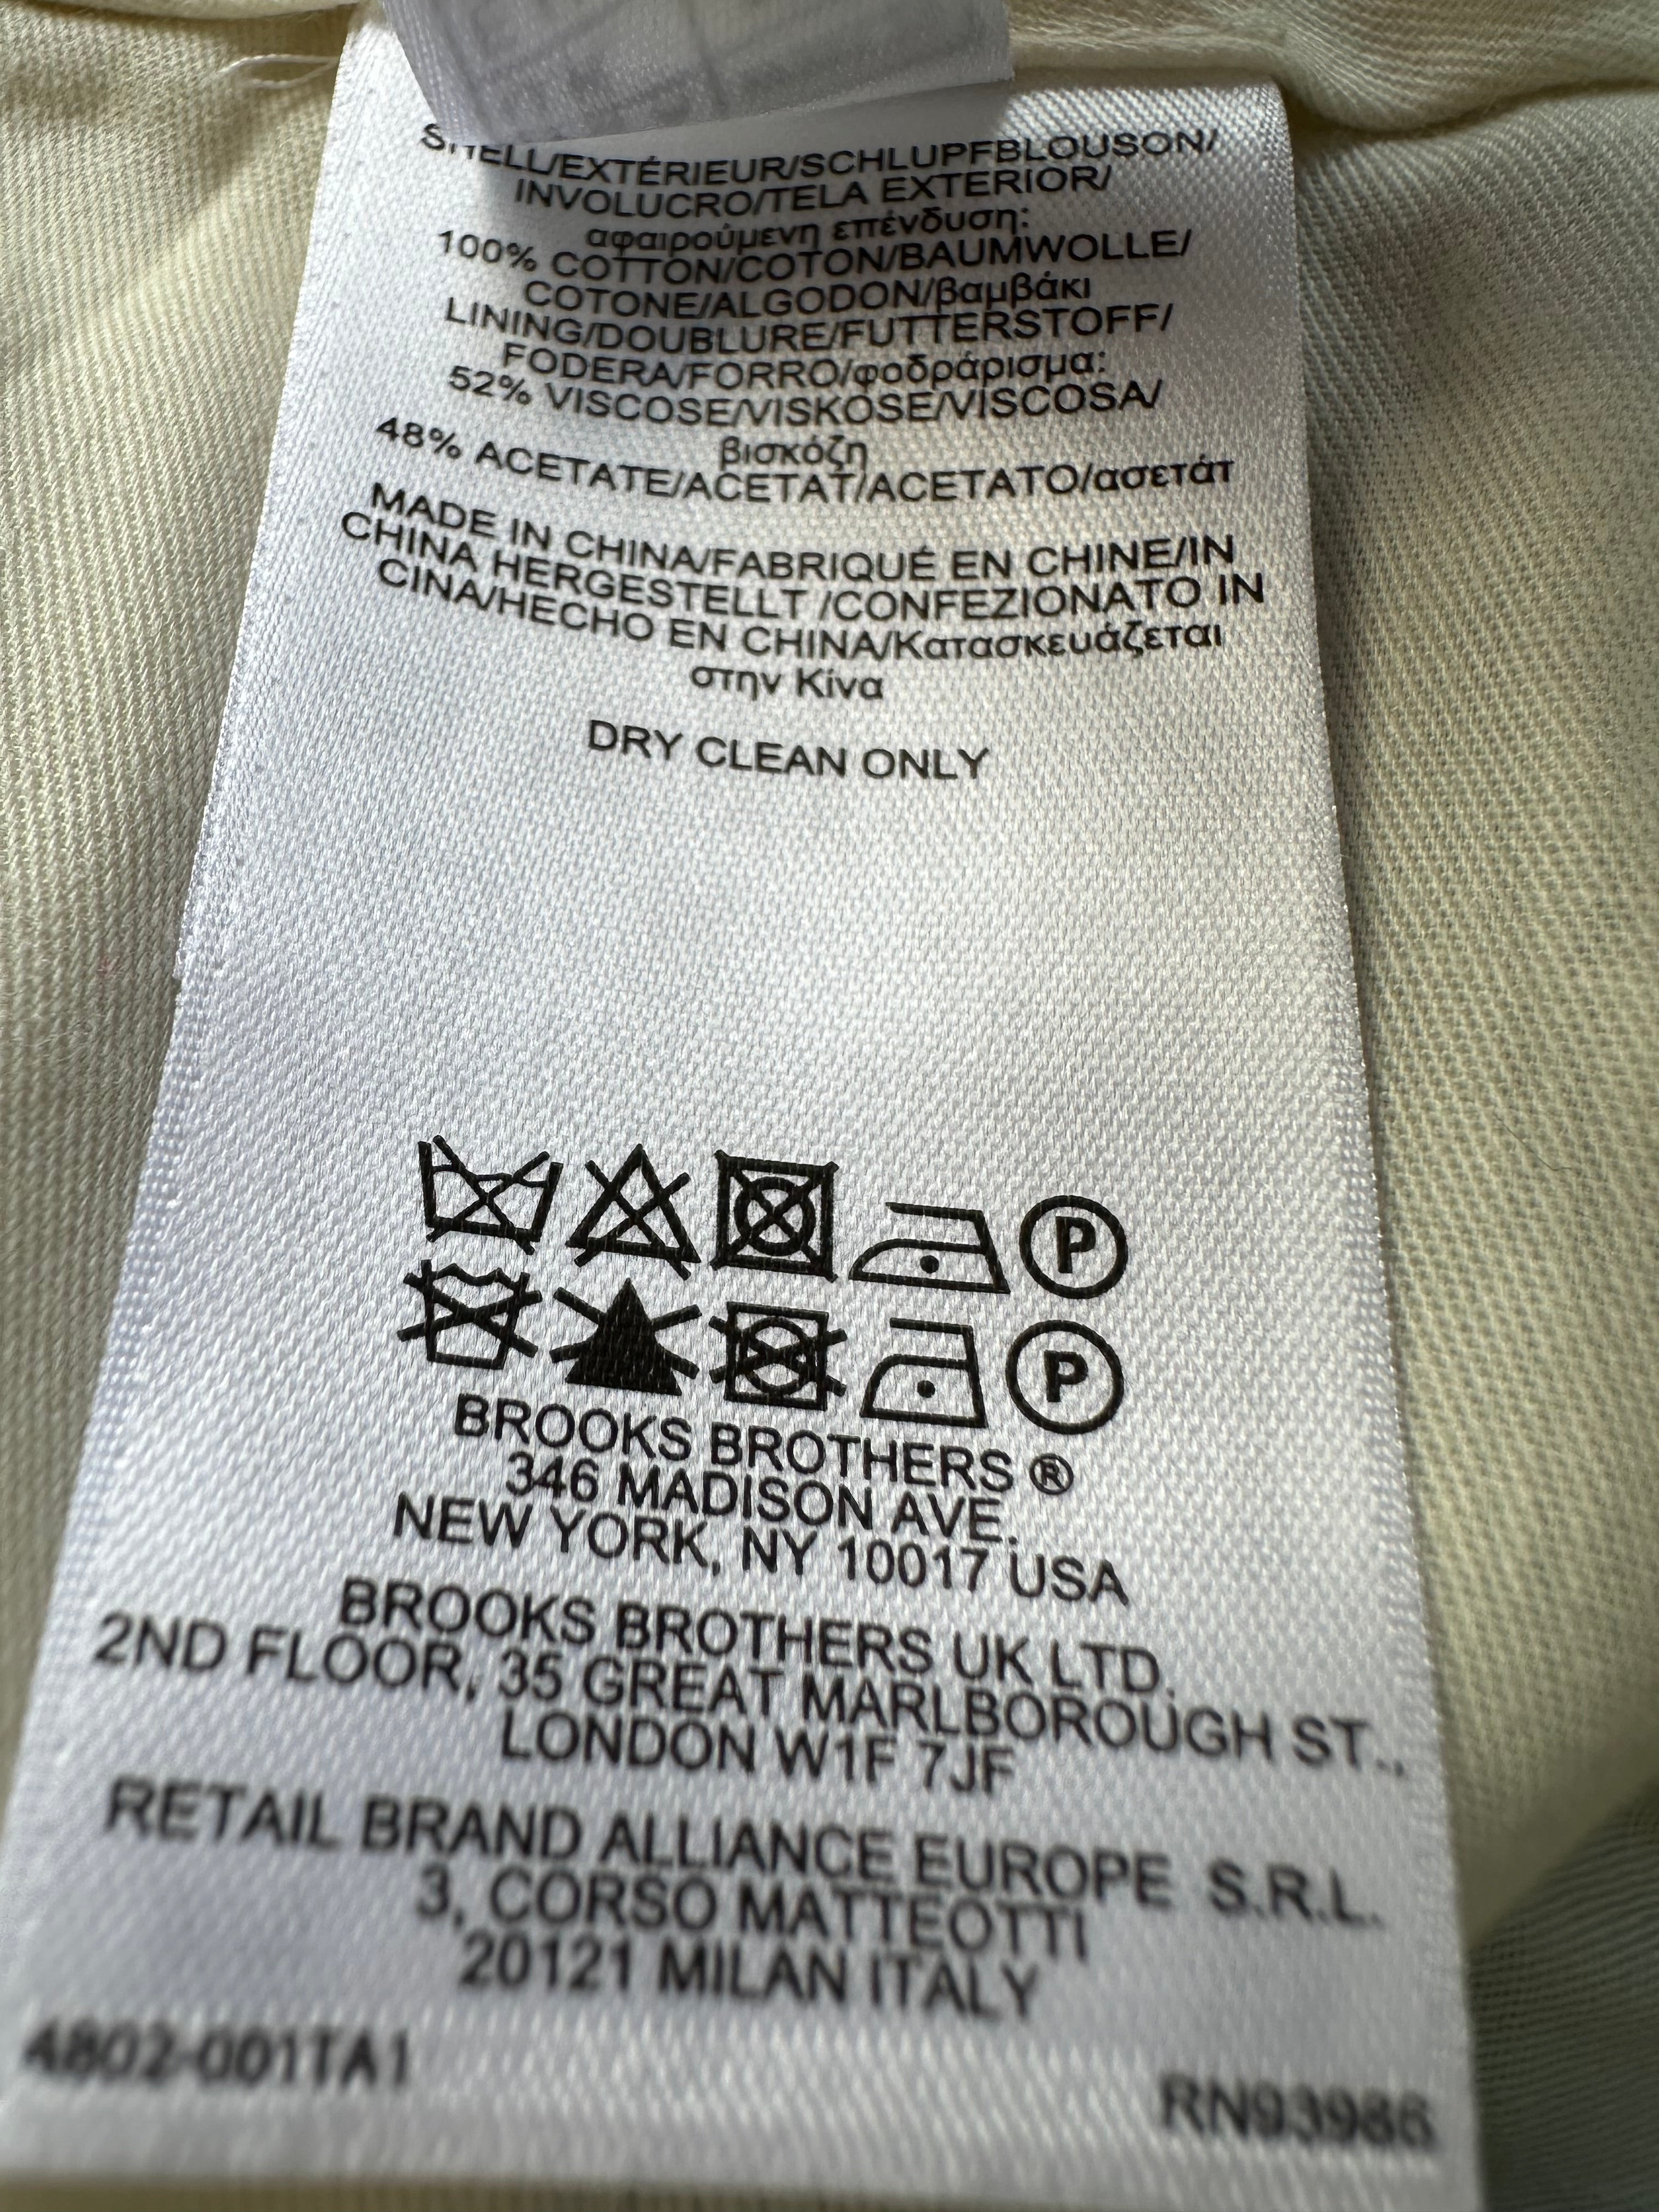 SHELL/EXTÉRIEUR/SCHLUPFBLOUSON/
INVOLUCRO/TELA EXTERIOR/
αφαιρούμενη επένδυση:
100% COTTON/COTON/BAUMWOLLE/
COTONE/ALGODON/βαμβάκι
LINING/DOUBLURE/FUTTERSTOFF/
FODERA/FORRO/φοδράρισμα:
52% VISCOSE/VISKOSE/VISCOSA/
βισκόζη
48% ACETATE/ACETAT/ACETATO/ασετάτ
MADE IN CHINA/FABRIQUÉ EN CHINE/IN
CHINA HERGESTELLT /CONFEZIONATO IN
CINA/HECHO EN CHINA/Κατασκευάζεται
στην Κίνα
DRY CLEAN ONLY
P
P
BROOKS BROTHERS ®
346 MADISON AVE.
NEW YORK, NY 10017 USA
BROOKS BROTHERS UK LTD.
2ND FLOOR, 35 GREAT MARLBOROUGH ST.,
LONDON W1F 7JF
RETAIL BRAND ALLIANCE EUROPE S.R.L.
3, CORSO MATTEOTTI
20121 MILAN ITALY
4802-001TA1
RN93986